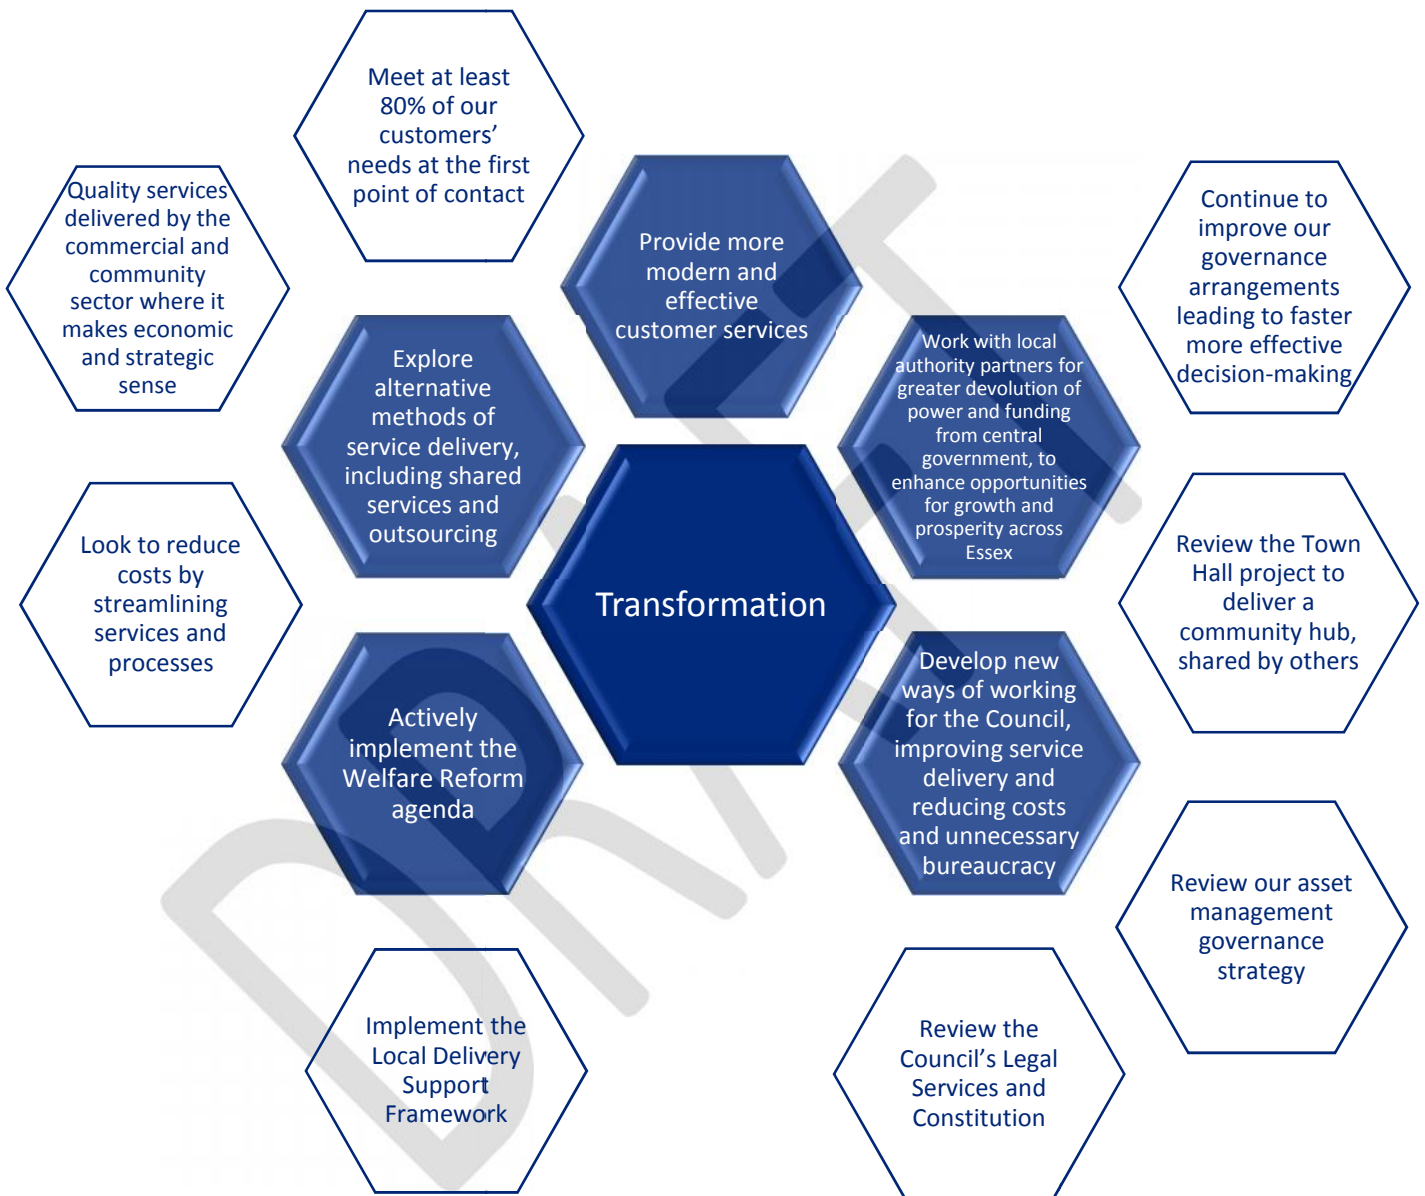 Meet at least
80% of our
customers’
needs at the first
point of contact
Quality services
delivered by the
commercial and
community
sector where it
makes economic
and strategic
sense
Provide more
modern and
effective
customer services
Continue to
improve our
governance
arrangements
leading to faster
more effective
decision-making
Explore
alternative
methods of
service delivery,
including shared
services and
outsourcing
Work with local
authority partners for
greater devolution of
power and funding
from central
government, to
enhance opportunities
for growth and
prosperity across
Essex
Look to reduce
costs by
streamlining
services and
processes
Transformation
Review the Town
Hall project to
deliver a
community hub,
shared by others
Actively
implement the
Welfare Reform
agenda
Develop new
ways of working
for the Council,
improving service
delivery and
reducing costs
and unnecessary
bureaucracy
Review our asset
management
governance
strategy
Implement the
Local Delivery
Support
Framework
Review the
Council’s Legal
Services and
Constitution
DRAFT